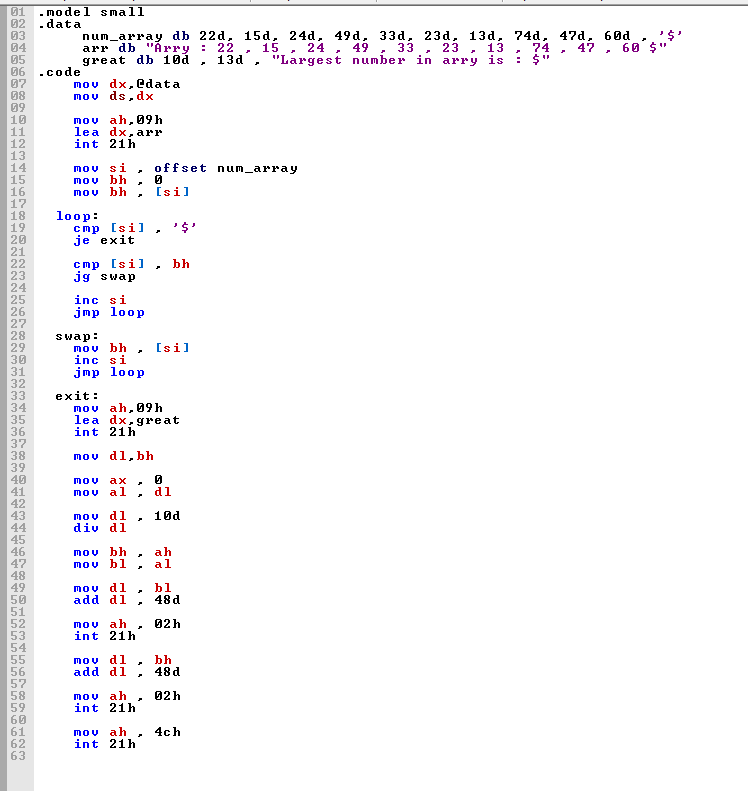 01 .model small
02 .data
03 num_array db 22d, 15d, 24d, 49d, 33d, 23d, 13d, 74d, 47d, 60d , '$'
04 arr db "Arry : 22 , 15 , 24 , 49 , 33 , 23 , 13 , 74 , 47 , 60 $"
05 great db 10d , 13d , "Largest number in arry is : $"
06 .code
07 mov dx,@data
08 mov ds,dx
09
10 mov ah,09h
11 lea dx,arr
12 int 21h
13
14 mov si , offset num_array
15 mov bh , 0
16 mov bh , [si]
17
18 loop:
19 cmp [si] , '$'
20 je exit
21
22 cmp [si] , bh
23 jg swap
24
25 inc si
26 jmp loop
27
28 swap:
29 mov bh , [si]
30 inc si
31 jmp loop
32
33 exit:
34 mov ah,09h
35 lea dx,great
36 int 21h
37
38 mov dl,bh
39
40 mov ax , 0
41 mov al , dl
42
43 mov dl , 10d
44 div dl
45
46 mov bh , ah
47 mov bl , al
48
49 mov dl , bl
50 add dl , 48d
51
52 mov ah , 02h
53 int 21h
54
55 mov dl , bh
56 add dl , 48d
57
58 mov ah , 02h
59 int 21h
60
61 mov ah , 4ch
62 int 21h
63